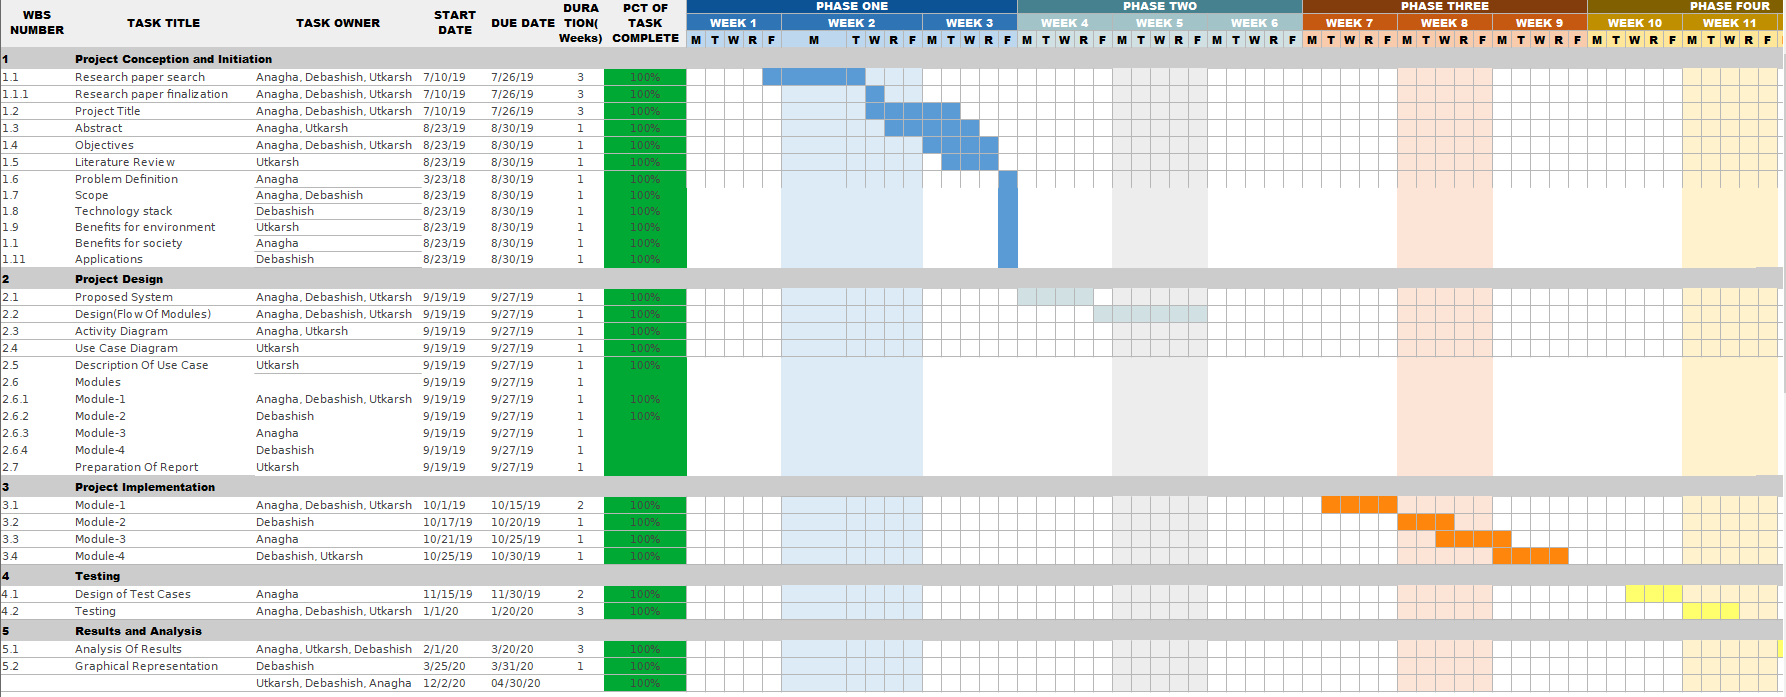 WBS NUMBER TASK TITLE TASK OWNER START DATE DUE DATE DURA TION( Weeks) PCT OF TASK COMPLETE
PHASE ONE PHASE TWO PHASE THREE PHASE FOUR
WEEK 1 WEEK 2 WEEK 3 WEEK 4 WEEK 5 WEEK 6 WEEK 7 WEEK 8 WEEK 9 WEEK 10 WEEK 11
M T W R F M T W R F M T W R F M T W R F M T W R F M T W R F M T W R F M T W R F M T W R F M T W R F M T W R F
1 Project Conception and Initiation
1.1 Research paper search Anagha, Debashish, Utkarsh 7/10/19 7/26/19 3 100%
1.1.1 Research paper finalization Anagha, Debashish, Utkarsh 7/10/19 7/26/19 3 100%
1.2 Project Title Anagha, Debashish, Utkarsh 7/10/19 7/26/19 3 100%
1.3 Abstract Anagha, Utkarsh 8/23/19 8/30/19 1 100%
1.4 Objectives Anagha, Debashish, Utkarsh 8/23/19 8/30/19 1 100%
1.5 Literature Review Utkarsh 8/23/19 8/30/19 1 100%
1.6 Problem Definition Anagha 3/23/18 8/30/19 1 100%
1.7 Scope Anagha, Debashish 8/23/19 8/30/19 1 100%
1.8 Technology stack Debashish 8/23/19 8/30/19 1 100%
1.9 Benefits for environment Utkarsh 8/23/19 8/30/19 1 100%
1.1 Benefits for society Anagha 8/23/19 8/30/19 1 100%
1.11 Applications Debashish 8/23/19 8/30/19 1 100%
2 Project Design
2.1 Proposed System Anagha, Debashish, Utkarsh 9/19/19 9/27/19 1 100%
2.2 Design(Flow Of Modules) Anagha, Debashish, Utkarsh 9/19/19 9/27/19 1 100%
2.3 Activity Diagram Anagha, Utkarsh 9/19/19 9/27/19 1 100%
2.4 Use Case Diagram Utkarsh 9/19/19 9/27/19 1 100%
2.5 Description Of Use Case Utkarsh 9/19/19 9/27/19 1 100%
2.6 Modules 9/19/19 9/27/19 1
2.6.1 Module-1 Anagha, Debashish, Utkarsh 9/19/19 9/27/19 1 100%
2.6.2 Module-2 Debashish 9/19/19 9/27/19 1 100%
2.6.3 Module-3 Anagha 9/19/19 9/27/19 1
2.6.4 Module-4 Debashish 9/19/19 9/27/19 1
2.7 Preparation Of Report Utkarsh 9/19/19 9/27/19 1
3 Project Implementation
3.1 Module-1 Anagha, Debashish, Utkarsh 10/1/19 10/15/19 2 100%
3.2 Module-2 Debashish 10/17/19 10/20/19 1 100%
3.3 Module-3 Anagha 10/21/19 10/25/19 1 100%
3.4 Module-4 Debashish, Utkarsh 10/25/19 10/30/19 1 100%
4 Testing
4.1 Design of Test Cases Anagha 11/15/19 11/30/19 2 100%
4.2 Testing Anagha, Debashish, Utkarsh 1/1/20 1/20/20 3 100%
5 Results and Analysis
5.1 Analysis Of Results Anagha, Utkarsh, Debashish 2/1/20 3/20/20 3 100%
5.2 Graphical Representation Debashish 3/25/20 3/31/20 1 100%
Utkarsh, Debashish, Anagha 12/2/20 04/30/20 100%